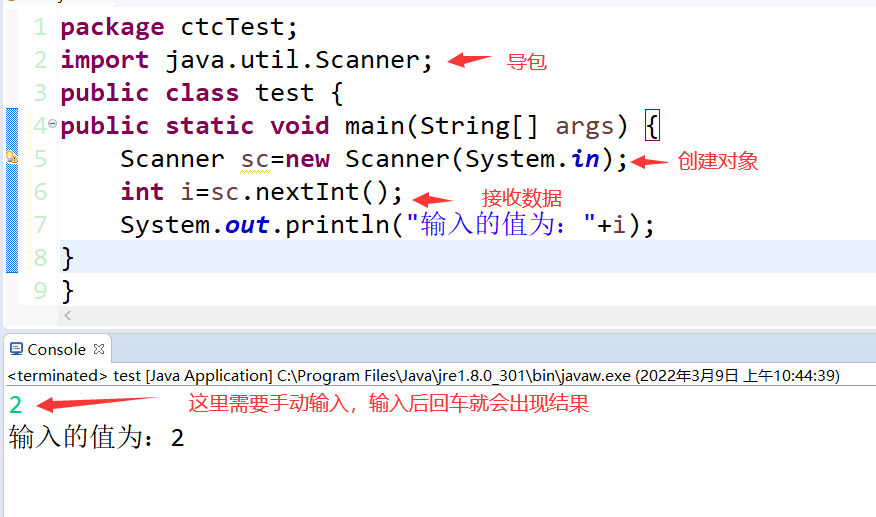 1 package ctcTest;
2 import java.util.Scanner; 导包
3 public class test {
4 public static void main(String[] args) {
5 Scanner sc=new Scanner(System.in); 创建对象
6 int i=sc.nextInt(); 接收数据
7 System.out.println("输入的值为："+i);
8 }
9 }
Console
<terminated> test [Java Application] C:\Program Files\Java\jre1.8.0_301\bin\javaw.exe (2022年3月9日 上午10:44:39)
2 这里需要手动输入，输入后回车就会出现结果
输入的值为：2